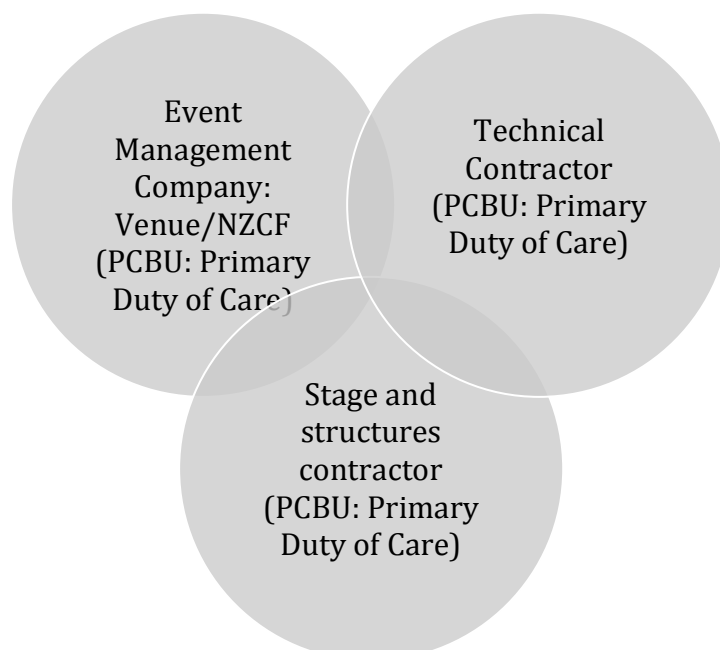 Event
Management
Company:
Venue/NZCF
(PCBU: Primary
Duty of Care)
Technical
Contractor
(PCBU: Primary
Duty of Care)
Stage and
structures
contractor
(PCBU: Primary
Duty of Care)